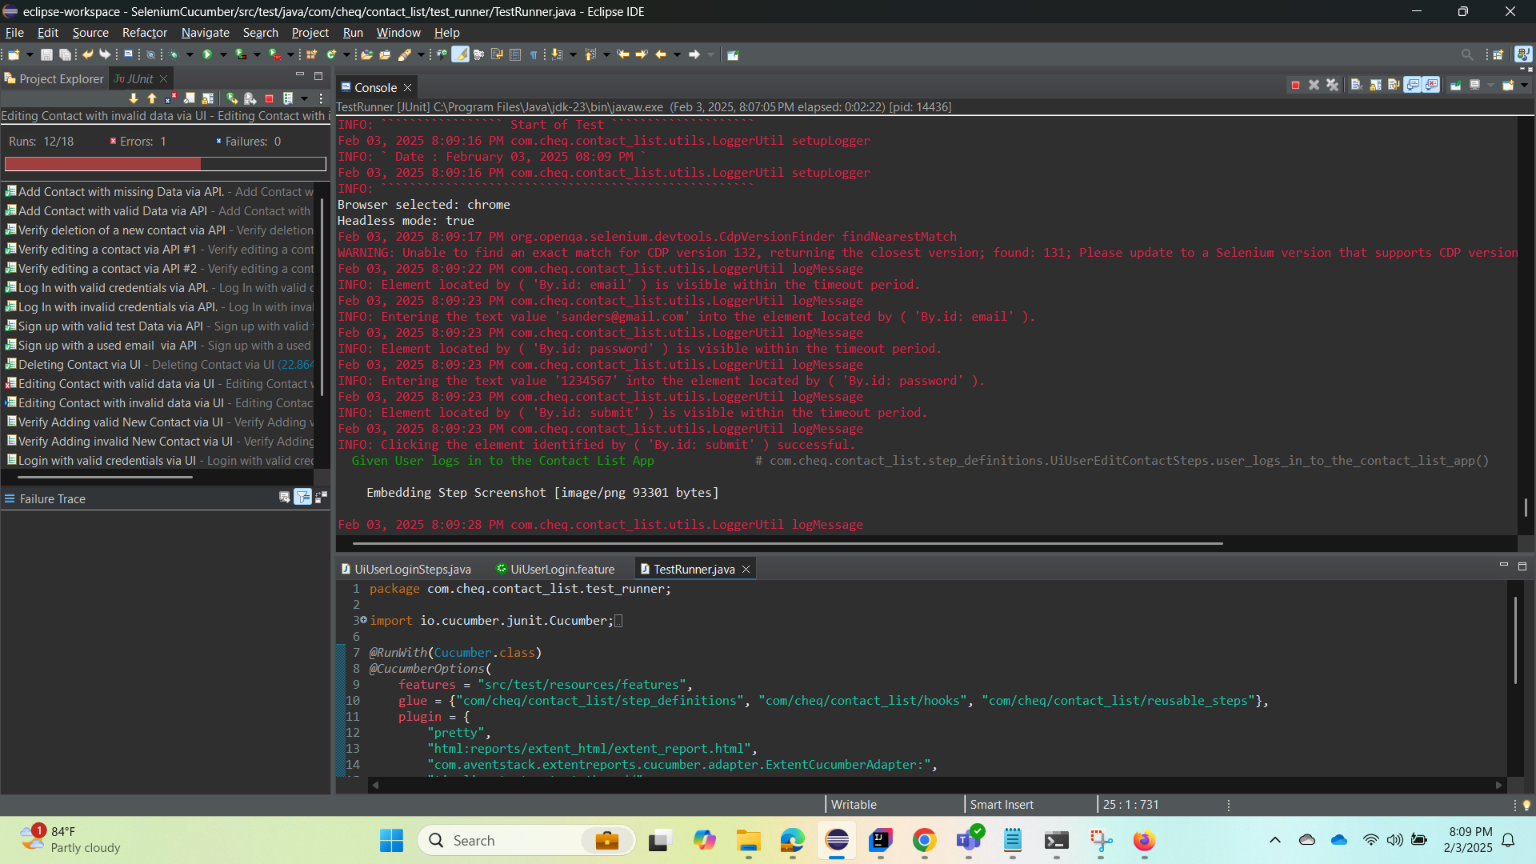 eclipse-workspace - SeleniumCucumber/src/test/java/com/cheq/contact_list/test_runner/TestRunner.java - Eclipse IDE
File Edit Source Refactor Navigate Search Project Run Window Help
Project Explorer JUnit
Editing Contact with invalid data via UI - Editing Contact with i
Runs: 12/18 Errors: 1 Failures: 0
Add Contact with missing Data via API. - Add Contact w
Add Contact with valid Data via API - Add Contact with
Verify deletion of a new contact via API - Verify deletion
Verify editing a contact via API #1 - Verify editing a cont
Verify editing a contact via API #2 - Verify editing a cont
Log In with valid credentials via API. - Log In with valid c
Log In with invalid credentials via API. - Log In with inva
Sign up with valid test Data via API - Sign up with valid
Sign up with a used email  via API - Sign up with a used
Deleting Contact via UI - Deleting Contact via UI (22.864
Editing Contact with valid data via UI - Editing Contact
Editing Contact with invalid data via UI - Editing Contac
Verify Adding valid New Contact via UI - Verify Adding v
Verify Adding invalid New Contact via UI - Verify Adding
Login with valid credentials via UI - Login with valid cred
Failure Trace
Console
TestRunner [JUnit] C:\Program Files\Java\jdk-23\bin\javaw.exe (Feb 3, 2025, 8:07:05 PM elapsed: 0:02:22) [pid: 14436]
INFO: ````````````````` Start of Test ````````````````````
Feb 03, 2025 8:09:16 PM com.cheq.contact_list.utils.LoggerUtil setupLogger
INFO: ` Date : February 03, 2025 08:09 PM `
Feb 03, 2025 8:09:16 PM com.cheq.contact_list.utils.LoggerUtil setupLogger
INFO: ````````````````````````````````````````````````````
Browser selected: chrome
Headless mode: true
Feb 03, 2025 8:09:17 PM org.openqa.selenium.devtools.CdpVersionFinder findNearestMatch
WARNING: Unable to find an exact match for CDP version 132, returning the closest version; found: 131; Please update to a Selenium version that supports CDP version
Feb 03, 2025 8:09:22 PM com.cheq.contact_list.utils.LoggerUtil logMessage
INFO: Element located by ( 'By.id: email' ) is visible within the timeout period.
Feb 03, 2025 8:09:23 PM com.cheq.contact_list.utils.LoggerUtil logMessage
INFO: Entering the text value 'sanders@gmail.com' into the element located by ( 'By.id: email' ).
Feb 03, 2025 8:09:23 PM com.cheq.contact_list.utils.LoggerUtil logMessage
INFO: Element located by ( 'By.id: password' ) is visible within the timeout period.
Feb 03, 2025 8:09:23 PM com.cheq.contact_list.utils.LoggerUtil logMessage
INFO: Entering the text value '1234567' into the element located by ( 'By.id: password' ).
Feb 03, 2025 8:09:23 PM com.cheq.contact_list.utils.LoggerUtil logMessage
INFO: Element located by ( 'By.id: submit' ) is visible within the timeout period.
Feb 03, 2025 8:09:23 PM com.cheq.contact_list.utils.LoggerUtil logMessage
INFO: Clicking the element identified by ( 'By.id: submit' ) successful.
Given User logs in to the Contact List App # com.cheq.contact_list.step_definitions.UiUserEditContactSteps.user_logs_in_to_the_contact_list_app()
Embedding Step Screenshot [image/png 93301 bytes]
Feb 03, 2025 8:09:28 PM com.cheq.contact_list.utils.LoggerUtil logMessage
UiUserLoginSteps.java UiUserLogin.feature TestRunner.java
1 package com.cheq.contact_list.test_runner;
2
3 import io.cucumber.junit.Cucumber;
6
7 @RunWith(Cucumber.class)
8 @CucumberOptions(
9 features = "src/test/resources/features",
10 glue = {"com/cheq/contact_list/step_definitions", "com/cheq/contact_list/hooks", "com/cheq/contact_list/reusable_steps"},
11 plugin = {
12 "pretty",
13 "html:reports/extent_html/extent_report.html",
14 "com.aventstack.extentreports.cucumber.adapter.ExtentCucumberAdapter:",
Writable Smart Insert 25 : 1 : 731
1
84°F
Partly cloudy
Search
8:09 PM
2/3/2025